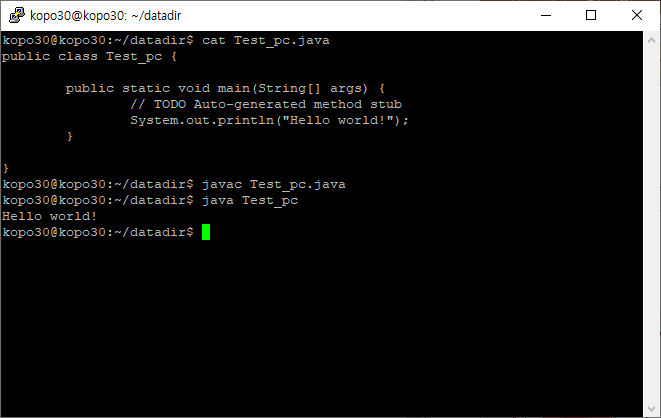 kopo30@kopo30: ~/datadir
kopo30@kopo30:~/datadir$ cat Test_pc.java
public class Test_pc {
        public static void main(String[] args) {
                // TODO Auto-generated method stub
                System.out.println("Hello world!");
        }
}
kopo30@kopo30:~/datadir$ javac Test_pc.java
kopo30@kopo30:~/datadir$ java Test_pc
Hello world!
kopo30@kopo30:~/datadir$